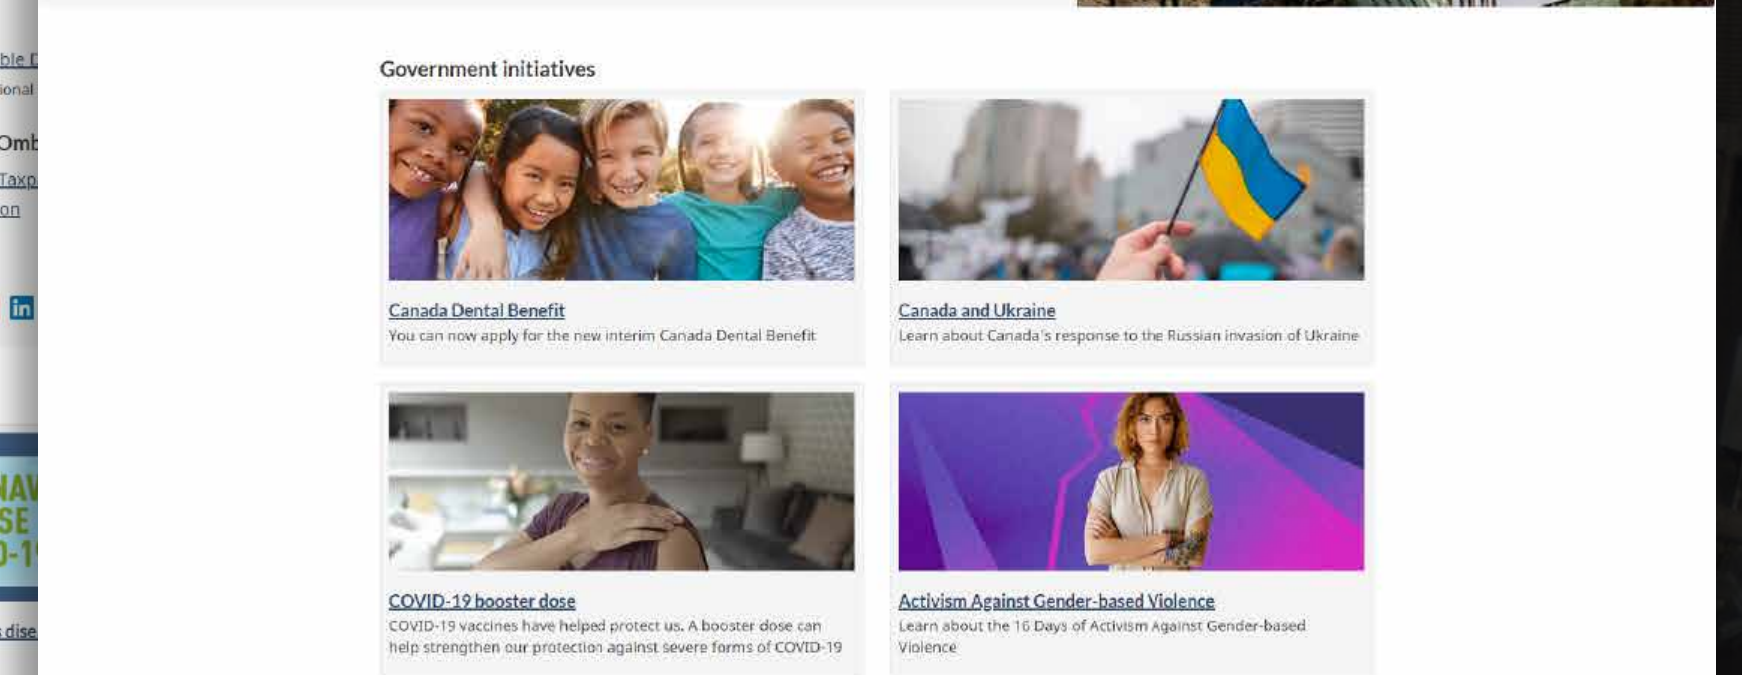 Government initiatives
Canada Dental Benefit
You can now apply for the new interim Canada Dental Benefit
Canada and Ukraine
Learn about Canada's response to the Russian invasion of Ukraine
COVID-19 booster dose
COVID-19 vaccines have helped protect us. A booster dose can
help strengthen our protection against severe forms of COVID-19
Activism Against Gender-based Violence
Learn about the 16 Days of Activism Against Gender-based
Violence
in